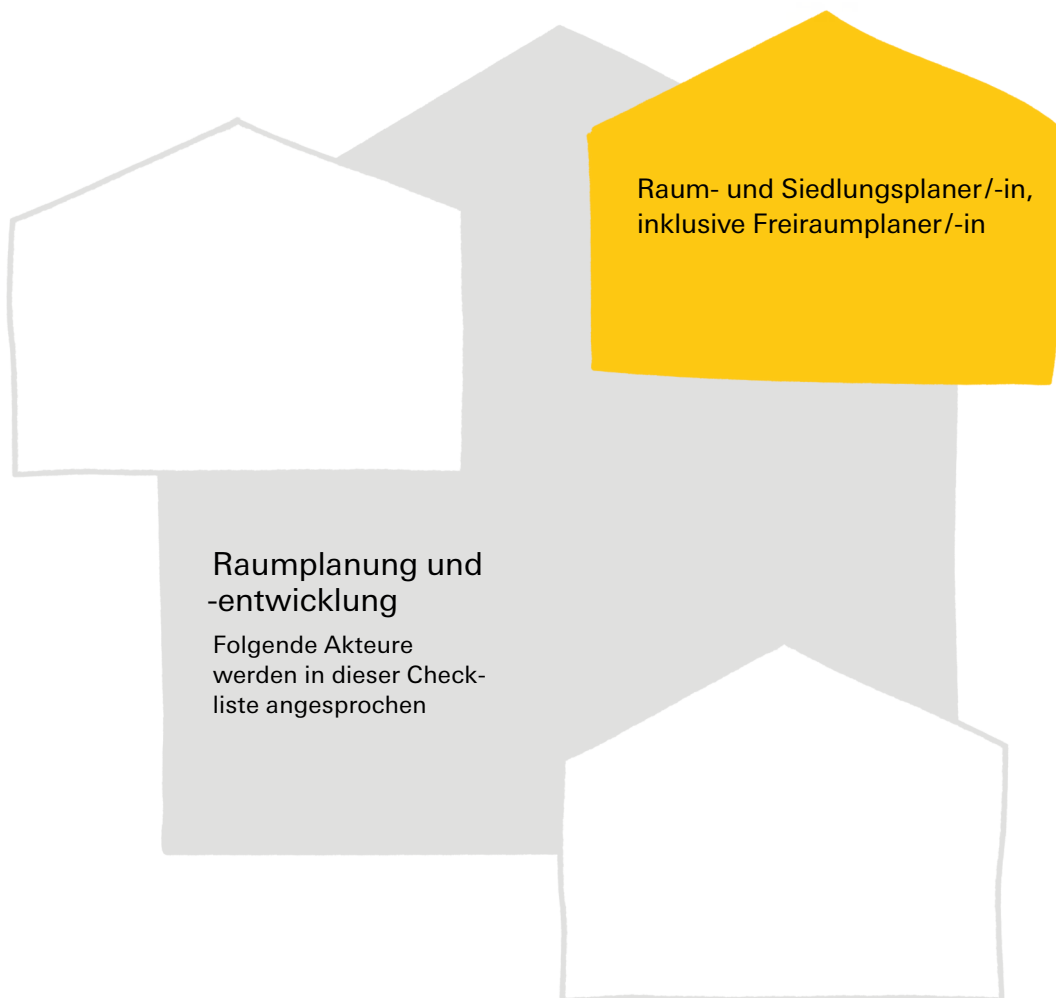 Raum- und Siedlungsplaner/-in,
inklusive Freiraumplaner/-in
Raumplanung und
-entwicklung
Folgende Akteure
werden in dieser Check-
liste angesprochen